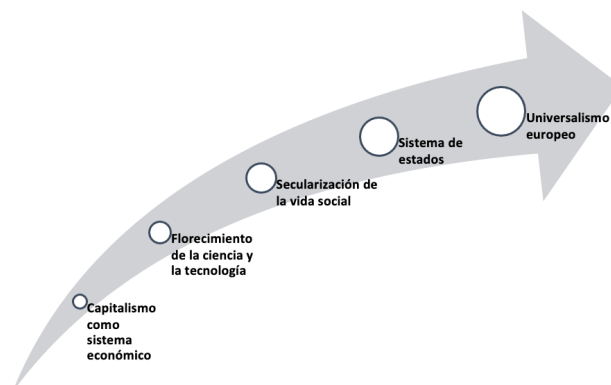 Universalismo
europeo
Sistema de
estados
Secularización de
la vida social
Florecimiento
de la ciencia y
la tecnología
Capitalismo
como
sistema
económico